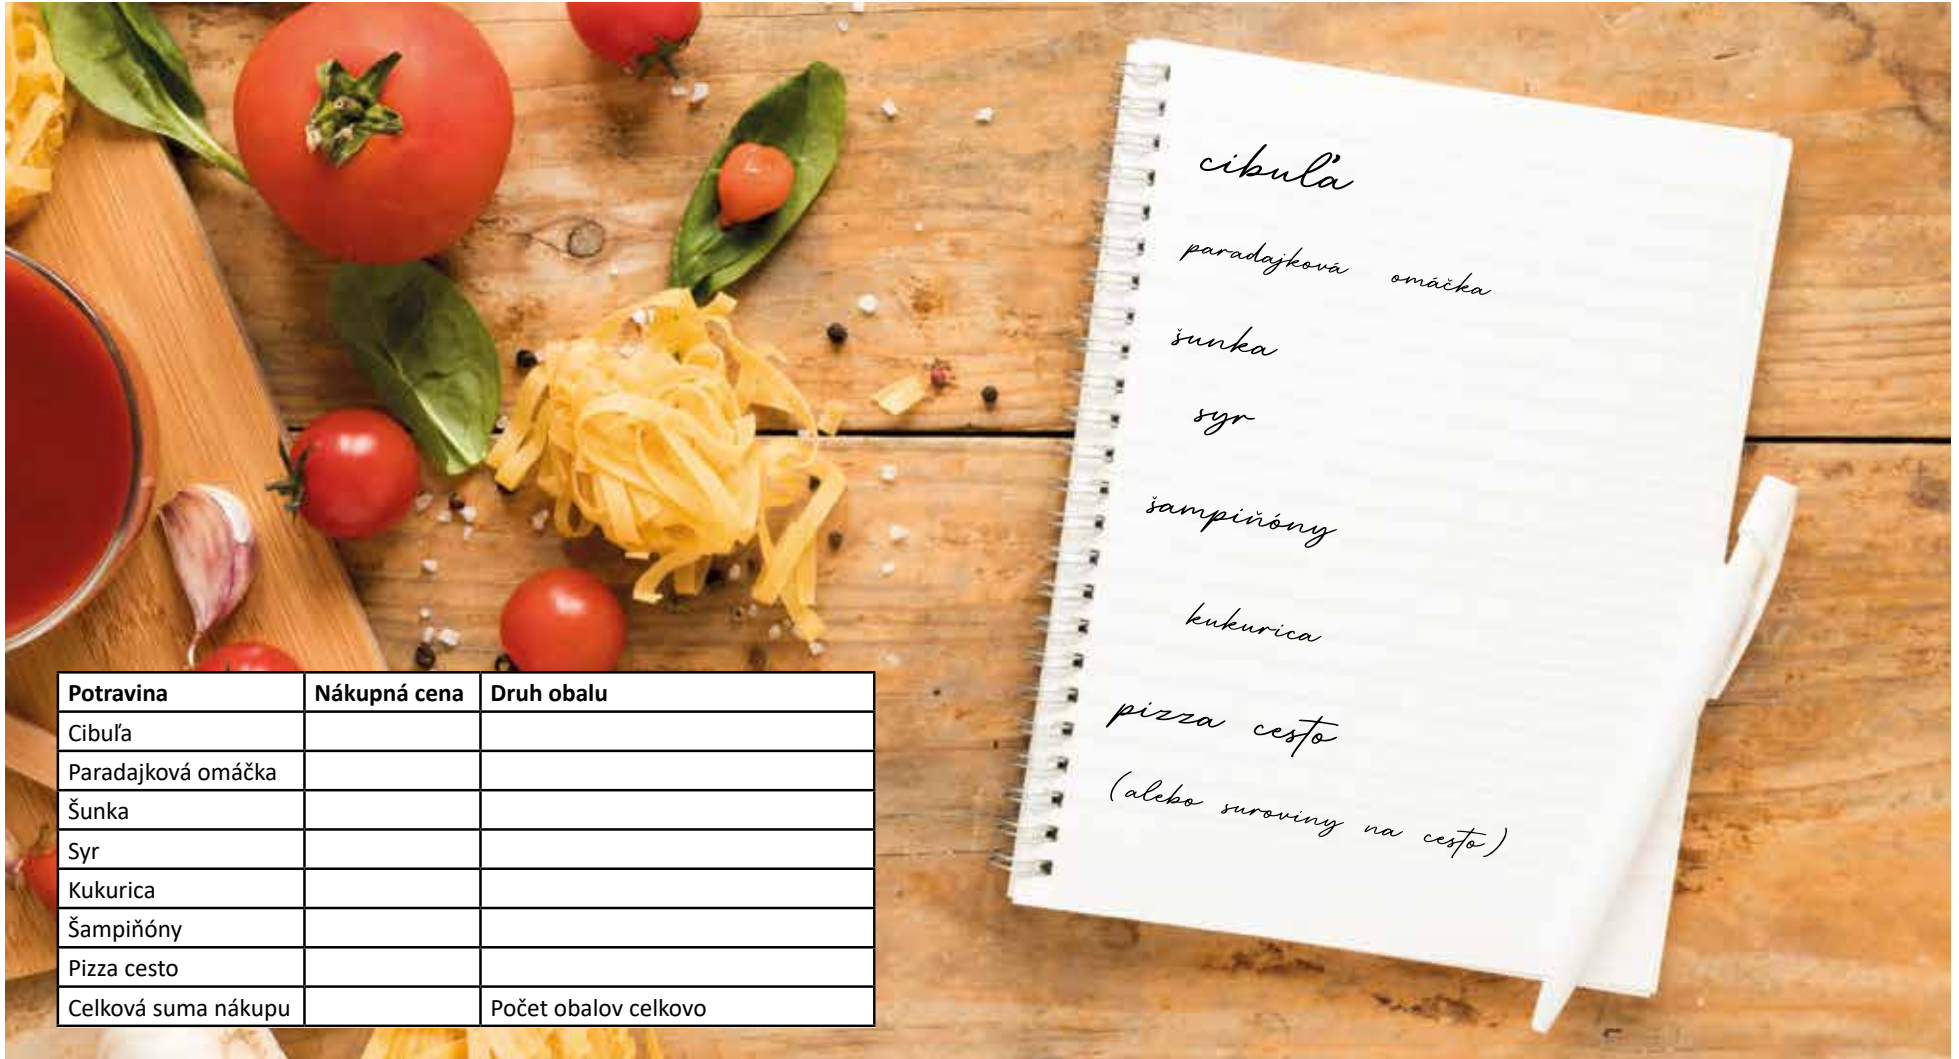 cibuľa
paradajková omáčka
šunka
syr
šampiňóny
kukurica
pizza cesto
(alebo suroviny na cesto)
Potravina Nákupná cena Druh obalu
Cibuľa
Paradajková omáčka
Šunka
Syr
Kukurica
Šampiňóny
Pizza cesto
Celková suma nákupu Počet obalov celkovo